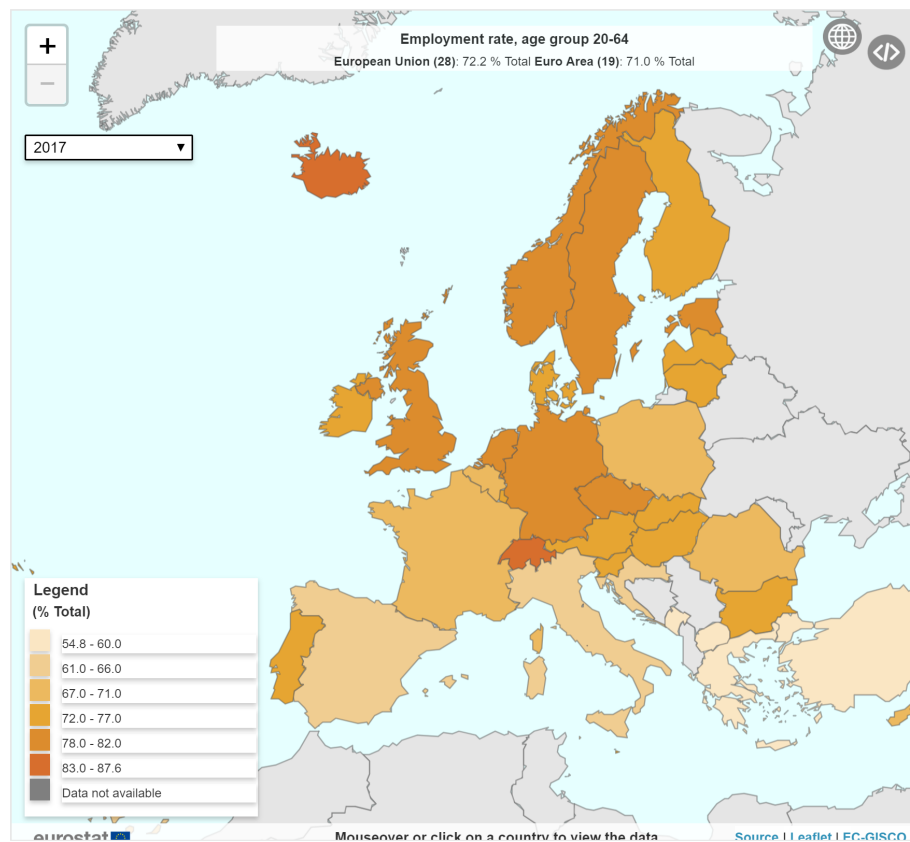 +
Employment rate, age group 20-64
European Union (28): 72.2 % Total Euro Area (19): 71.0 % Total
−
2017 ▼
Legend
(% Total)
54.8 - 60.0
61.0 - 66.0
67.0 - 71.0
72.0 - 77.0
78.0 - 82.0
83.0 - 87.6
Data not available
eurostat
Mouseover or click on a country to view the data
Source | Leaflet | EC-GISCO